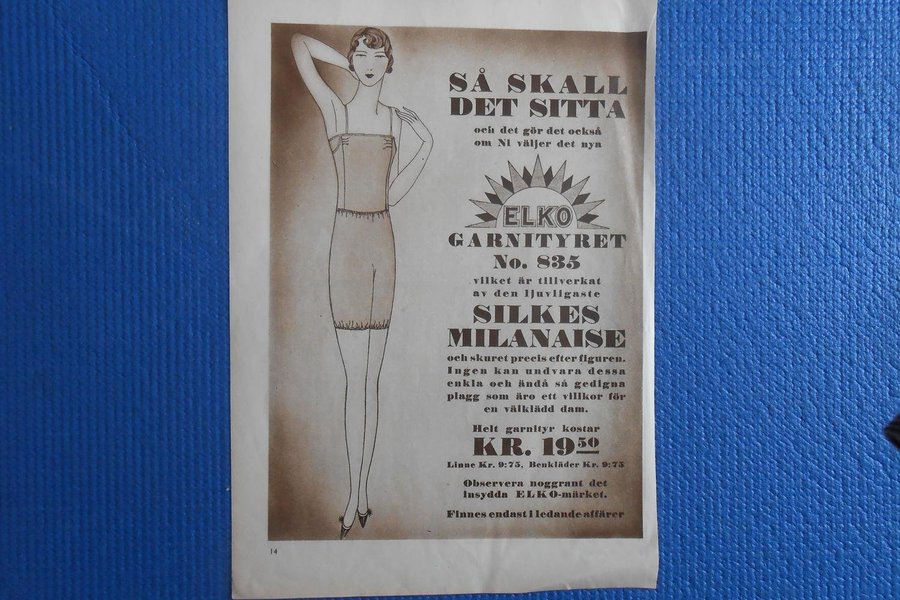 SÅ SKALL
DET SITTA
och det gör det också
om Ni väljer det nya
ELKO
GARNITYRET
No. 835
vilket är tillverkat
av den ljuvligaste
SILKES
MILANAISE
och skuret precis efter figuren.
Ingen kan undvara dessa
enkla och ändå så gedigna
plagg som äro ett villkor för
en välklädd dam.
Helt garnityr kostar
KR. 19 50
Linne Kr. 9:75, Benkläder Kr. 9:75
Observera noggrant det
insydda ELKO-märket.
Finnes endast i ledande affärer
14